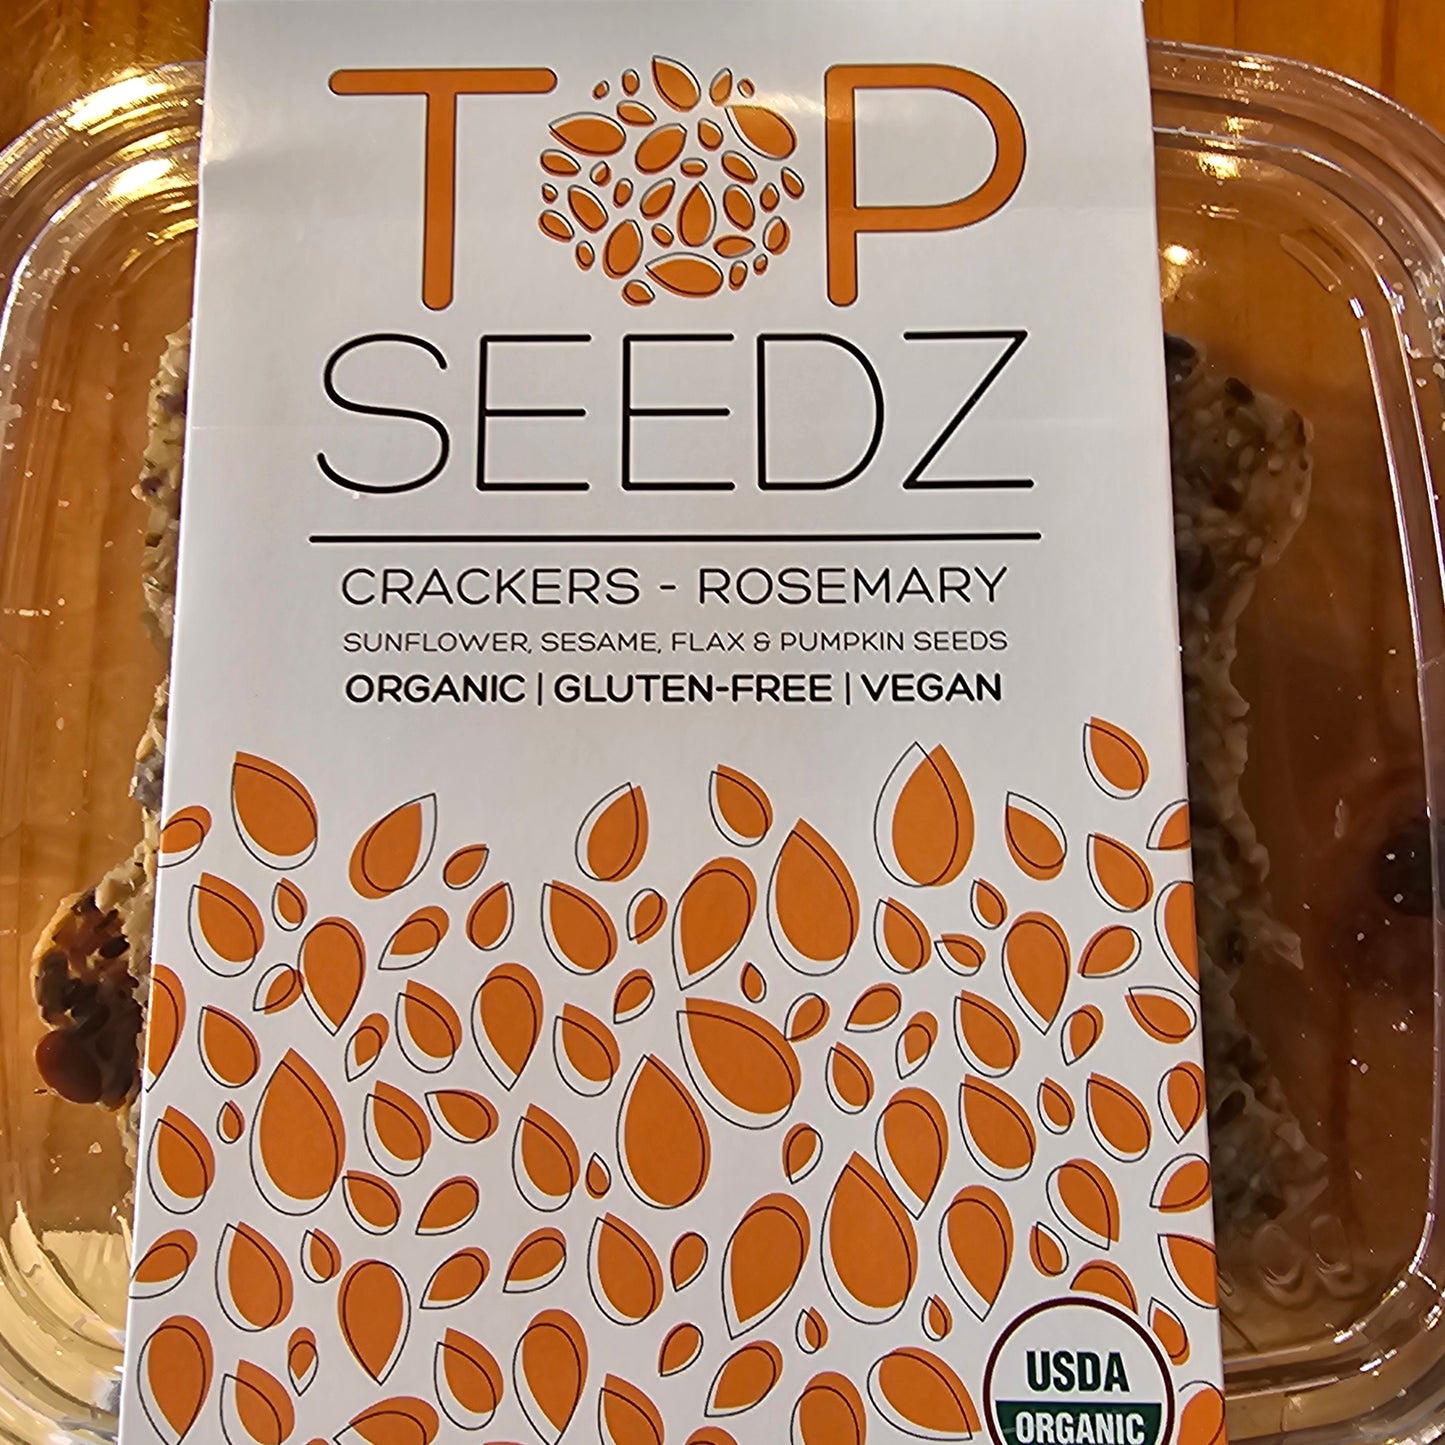 TOP
SEEDZ
CRACKERS - ROSEMARY
SUNFLOWER, SESAME, FLAX & PUMPKIN SEEDS
ORGANIC | GLUTEN-FREE | VEGAN
USDA
ORGANIC